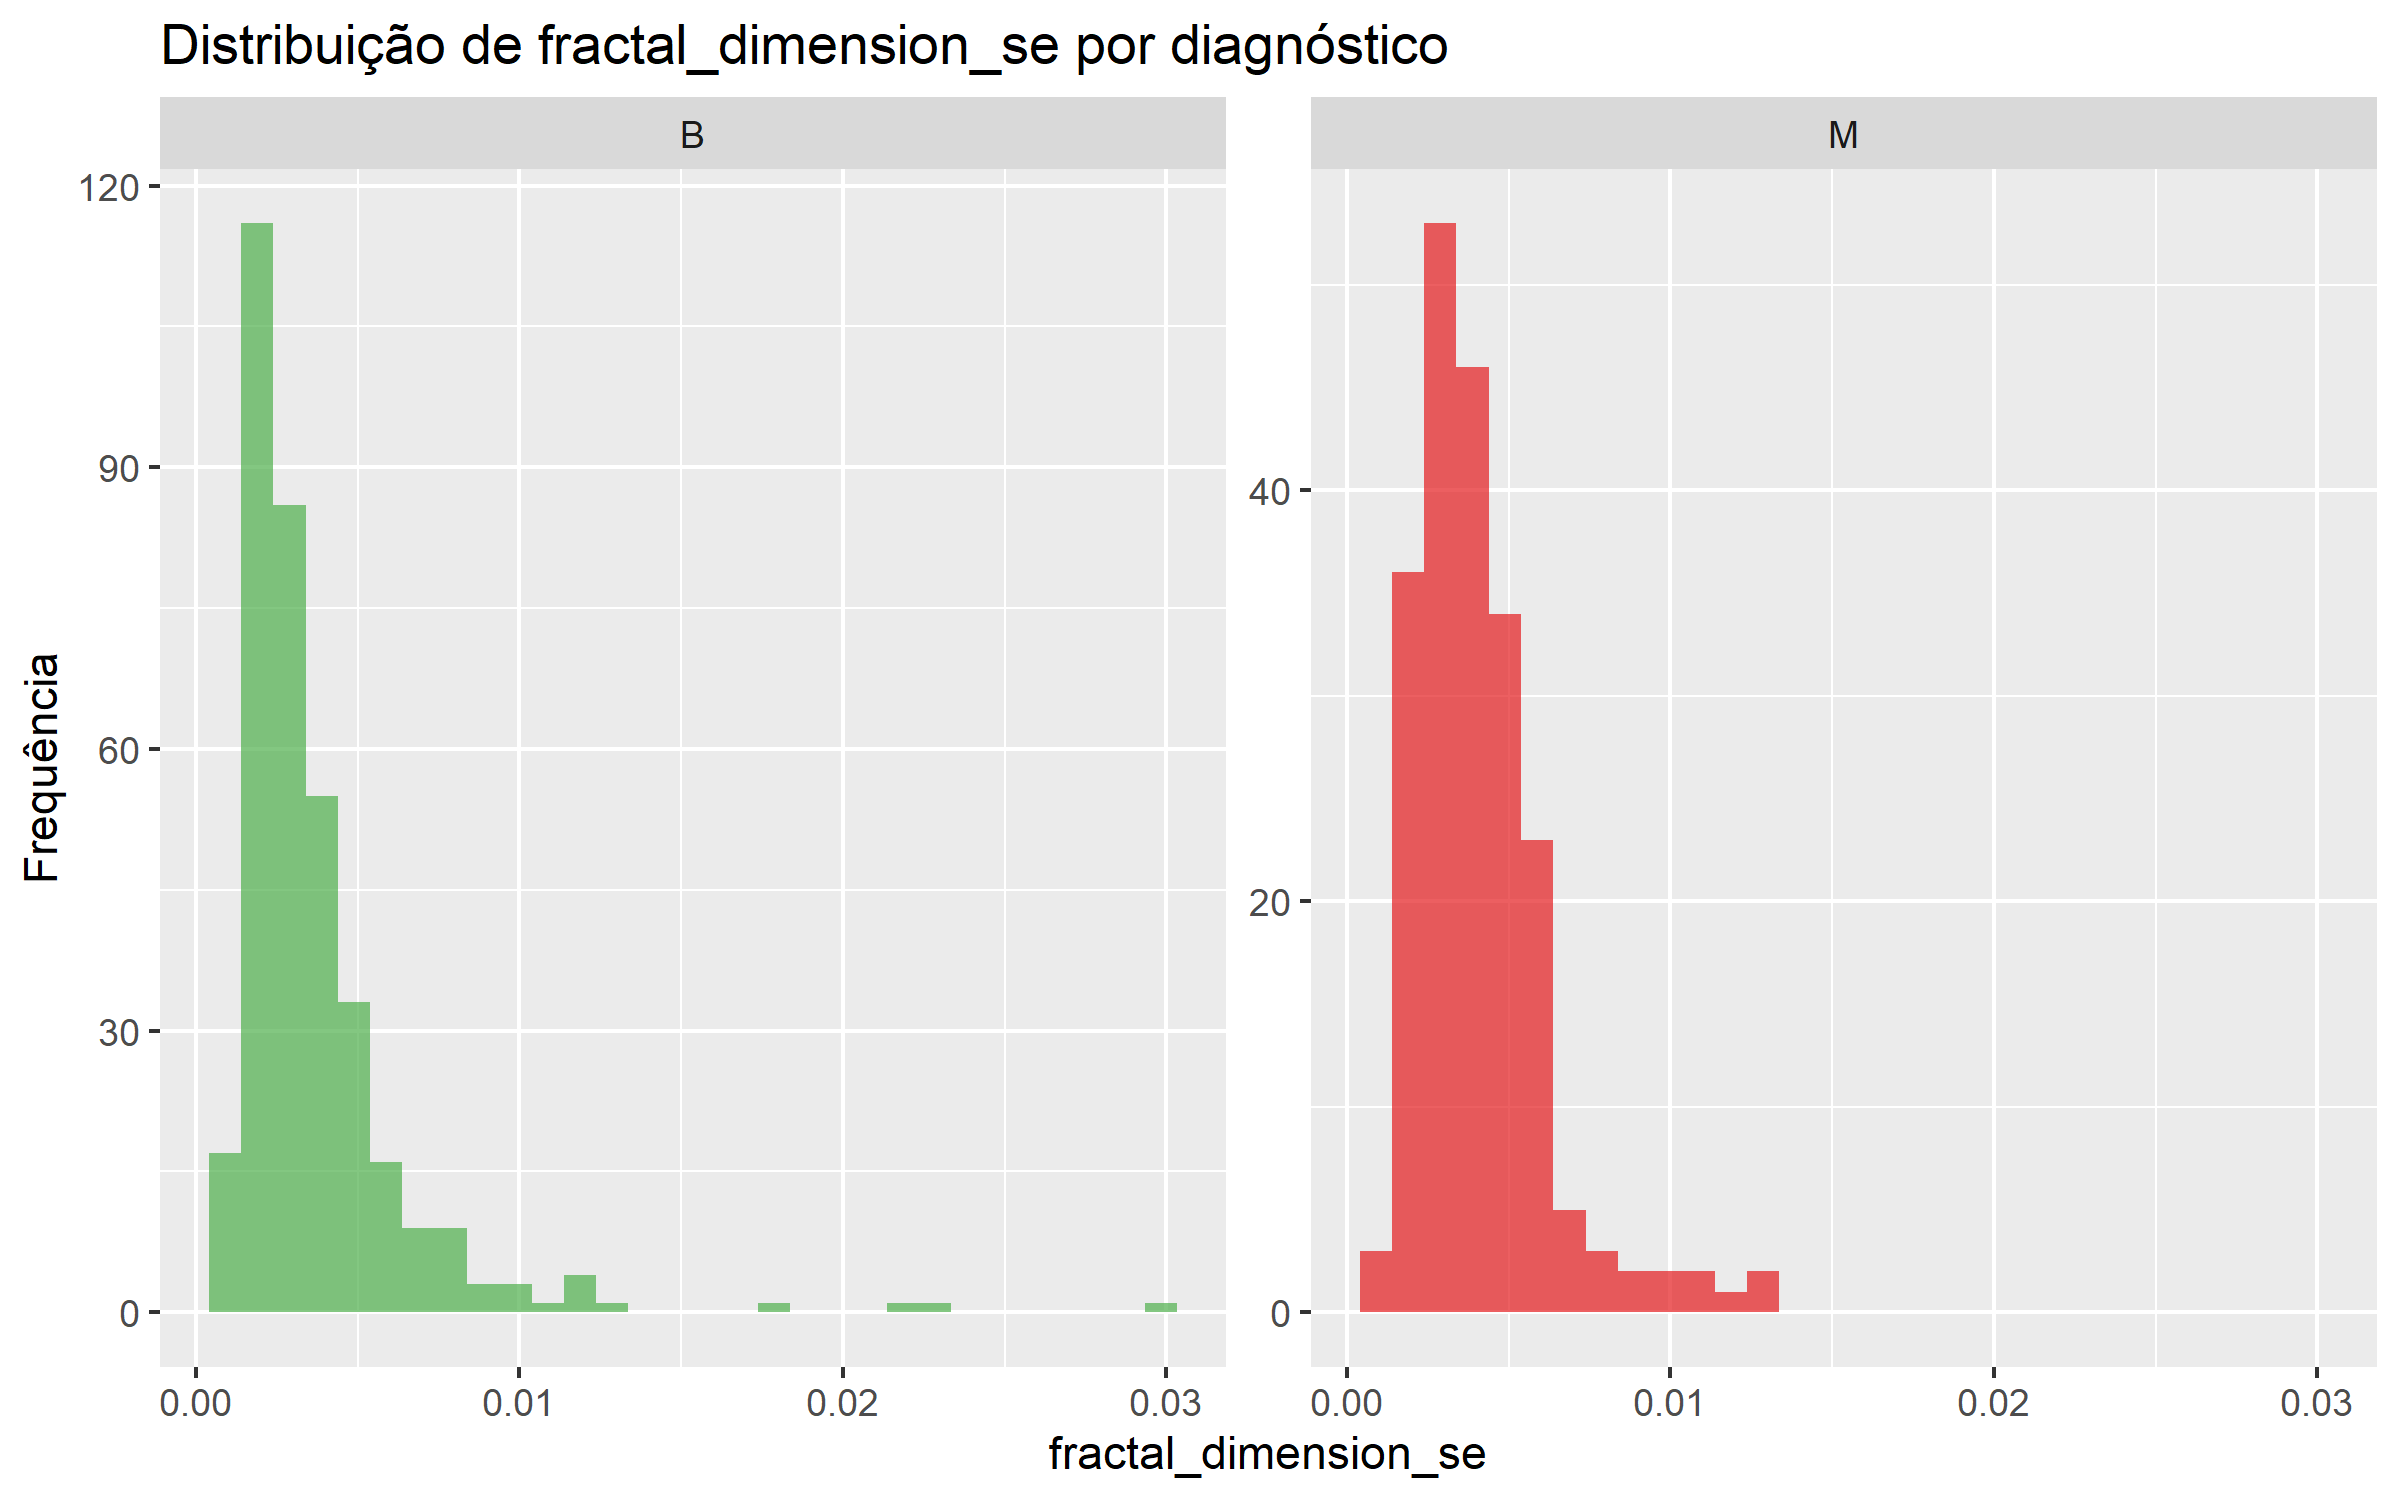 Distribuição de fractal_dimension_se por diagnóstico
B
M
120
90
60
30
0
40
20
0
Frequência
0.00 0.01 0.02 0.03
0.00 0.01 0.02 0.03
fractal_dimension_se